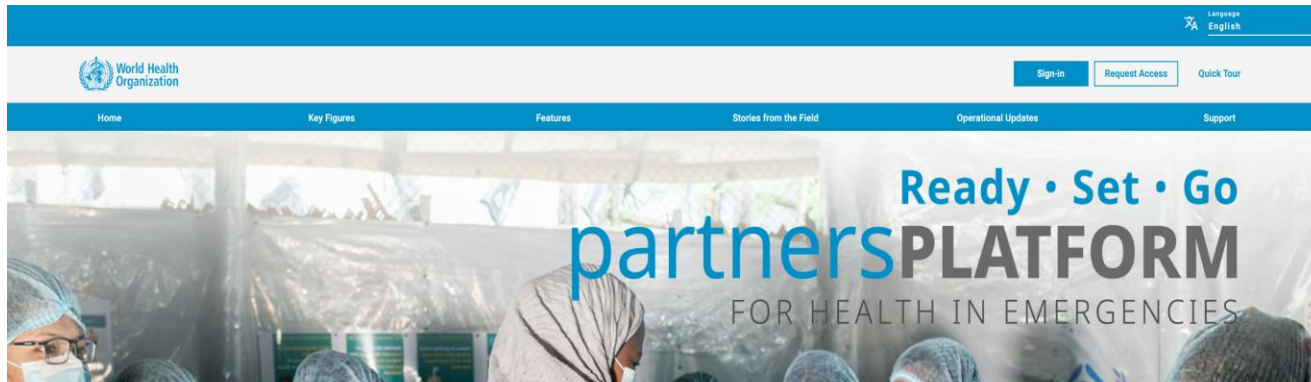 Language
English
World Health
Organization
Sign-in
Request Access
Quick Tour
Home
Key Figures
Features
Stories from the Field
Operational Updates
Support
Ready • Set • Go
partnersPLATFORM
FOR HEALTH IN EMERGENCIES